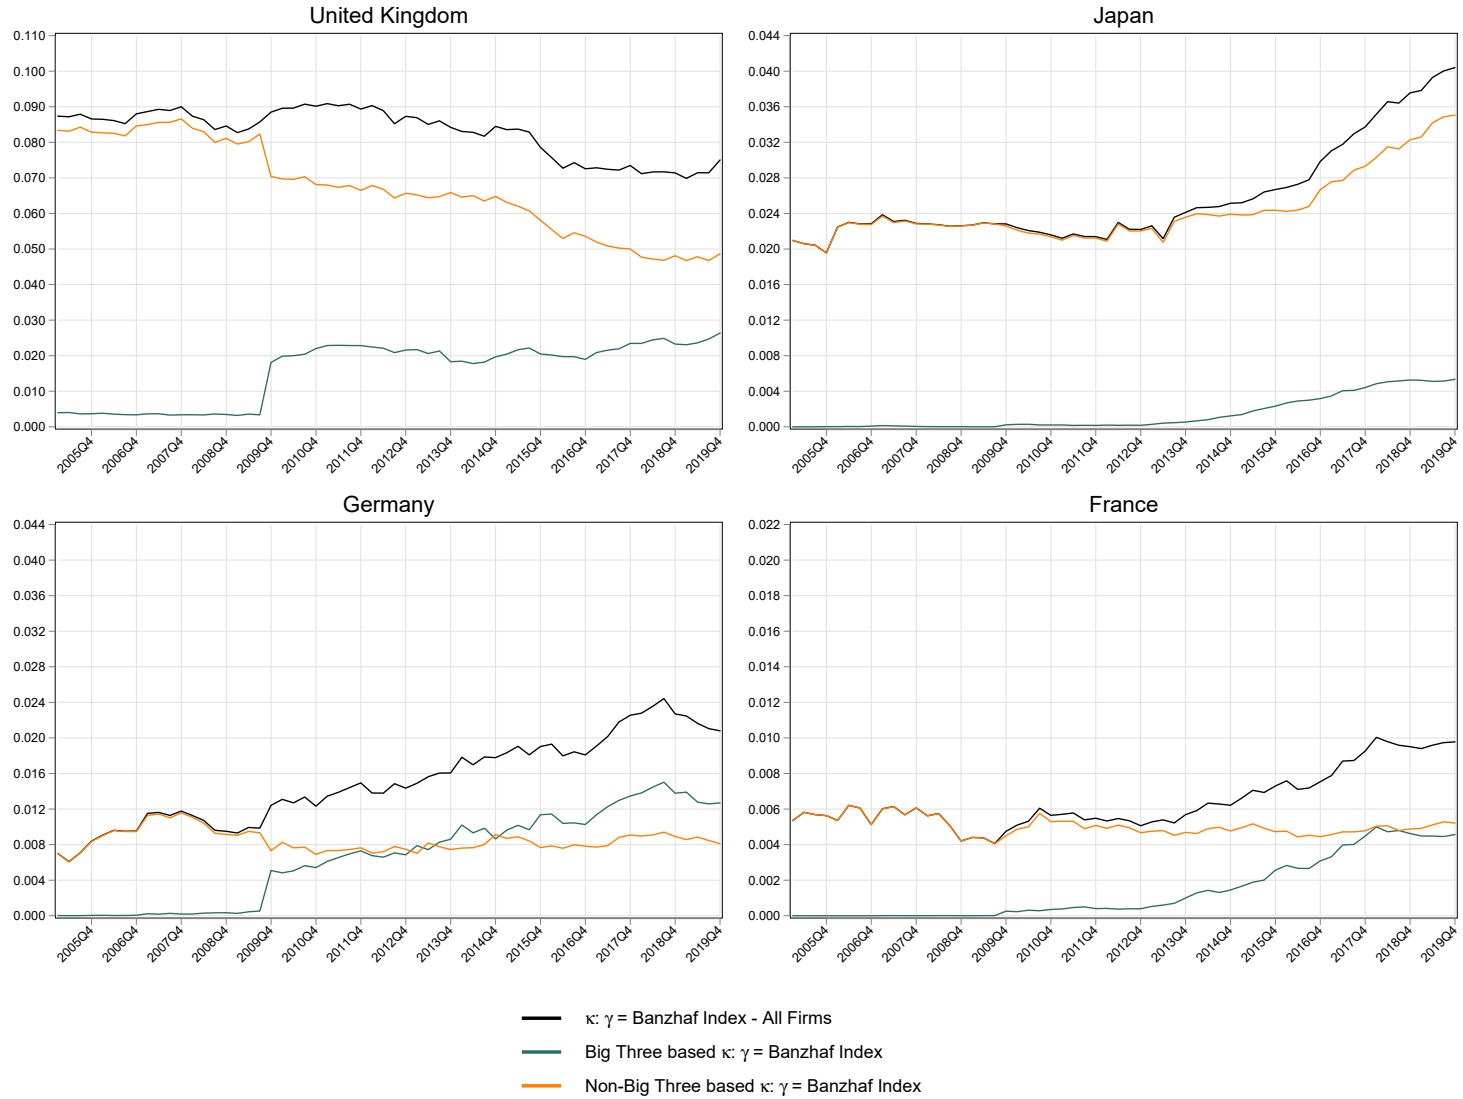 United Kingdom
0.110
0.100
0.090
0.080
0.070
0.060
0.050
0.040
0.030
0.020
0.010
0.000
2005Q4
2006Q4
2007Q4
2008Q4
2009Q4
2010Q4
2011Q4
2012Q4
2013Q4
2014Q4
2015Q4
2016Q4
2017Q4
2018Q4
2019Q4
Japan
0.044
0.040
0.036
0.032
0.028
0.024
0.020
0.016
0.012
0.008
0.004
0.000
2005Q4
2006Q4
2007Q4
2008Q4
2009Q4
2010Q4
2011Q4
2012Q4
2013Q4
2014Q4
2015Q4
2016Q4
2017Q4
2018Q4
2019Q4
Germany
0.044
0.040
0.036
0.032
0.028
0.024
0.020
0.016
0.012
0.008
0.004
0.000
2005Q4
2006Q4
2007Q4
2008Q4
2009Q4
2010Q4
2011Q4
2012Q4
2013Q4
2014Q4
2015Q4
2016Q4
2017Q4
2018Q4
2019Q4
France
0.022
0.020
0.018
0.016
0.014
0.012
0.010
0.008
0.006
0.004
0.002
0.000
2005Q4
2006Q4
2007Q4
2008Q4
2009Q4
2010Q4
2011Q4
2012Q4
2013Q4
2014Q4
2015Q4
2016Q4
2017Q4
2018Q4
2019Q4
κ: γ = Banzhaf Index - All Firms
Big Three based κ: γ = Banzhaf Index
Non-Big Three based κ: γ = Banzhaf Index